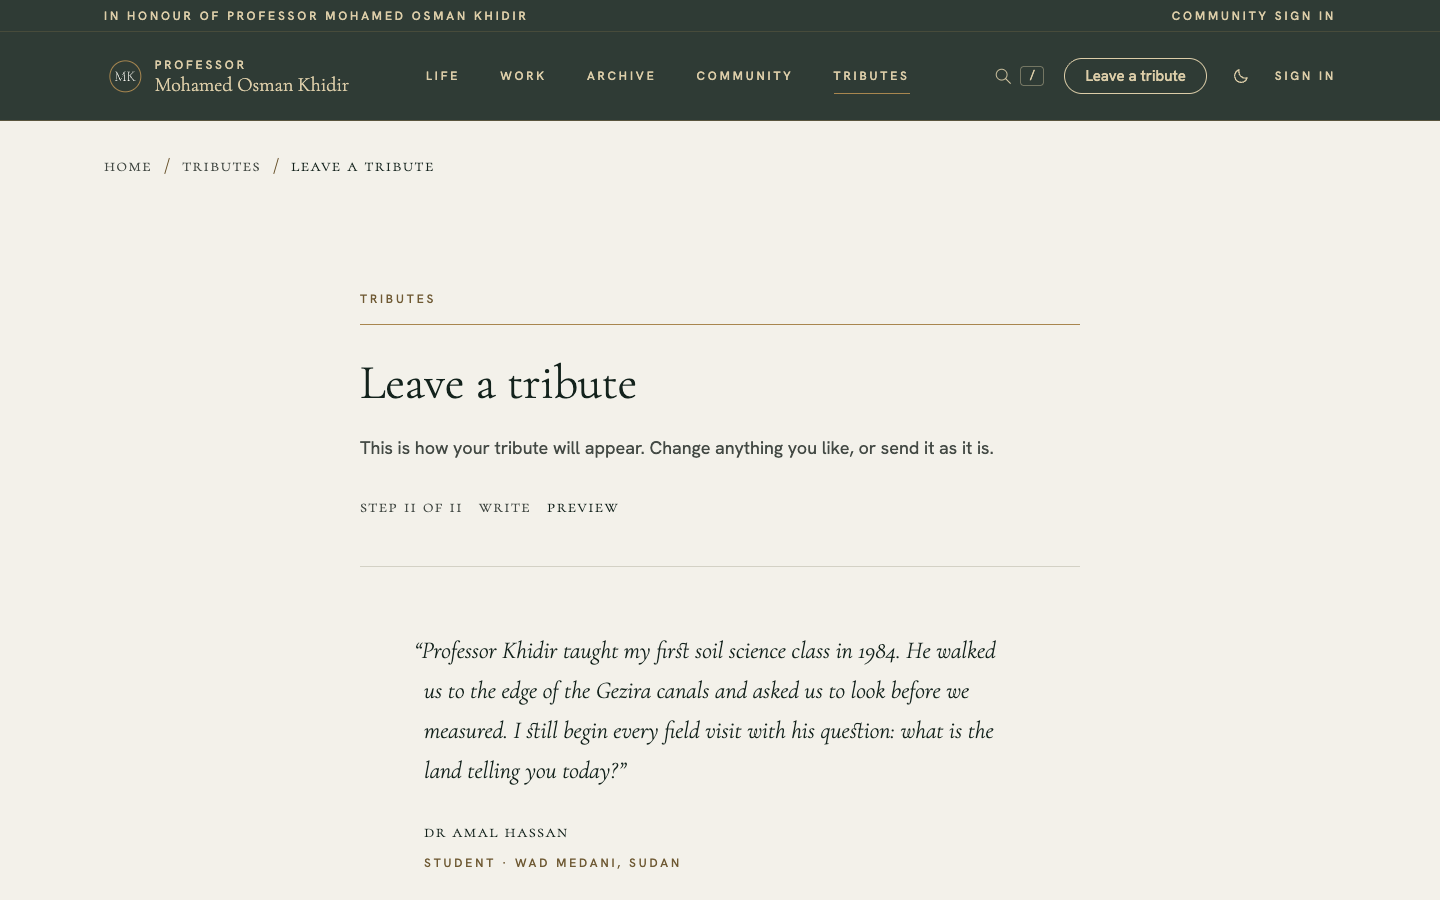 IN HONOUR OF PROFESSOR MOHAMED OSMAN KHIDIR
COMMUNITY SIGN IN
MK
PROFESSOR
Mohamed Osman Khidir
LIFE
WORK
ARCHIVE
COMMUNITY
TRIBUTES
/
Leave a tribute
SIGN IN
HOME / TRIBUTES / LEAVE A TRIBUTE
TRIBUTES
Leave a tribute
This is how your tribute will appear. Change anything you like, or send it as it is.
STEP II OF II WRITE PREVIEW
“Professor Khidir taught my first soil science class in 1984. He walked
us to the edge of the Gezira canals and asked us to look before we
measured. I still begin every field visit with his question: what is the
land telling you today?”
DR AMAL HASSAN
STUDENT · WAD MEDANI, SUDAN